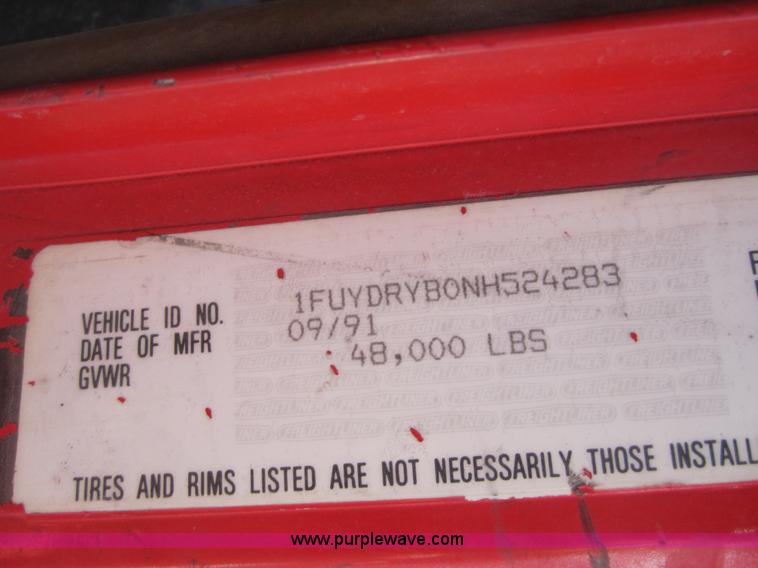 VEHICLE ID NO. 1FUYDRYB0NH524283
DATE OF MFR 09/91
GVWR 48,000 LBS
FREIGHTLINER
TIRES AND RIMS LISTED ARE NOT NECESSARILY THOSE INSTALL
www.purplewave.com